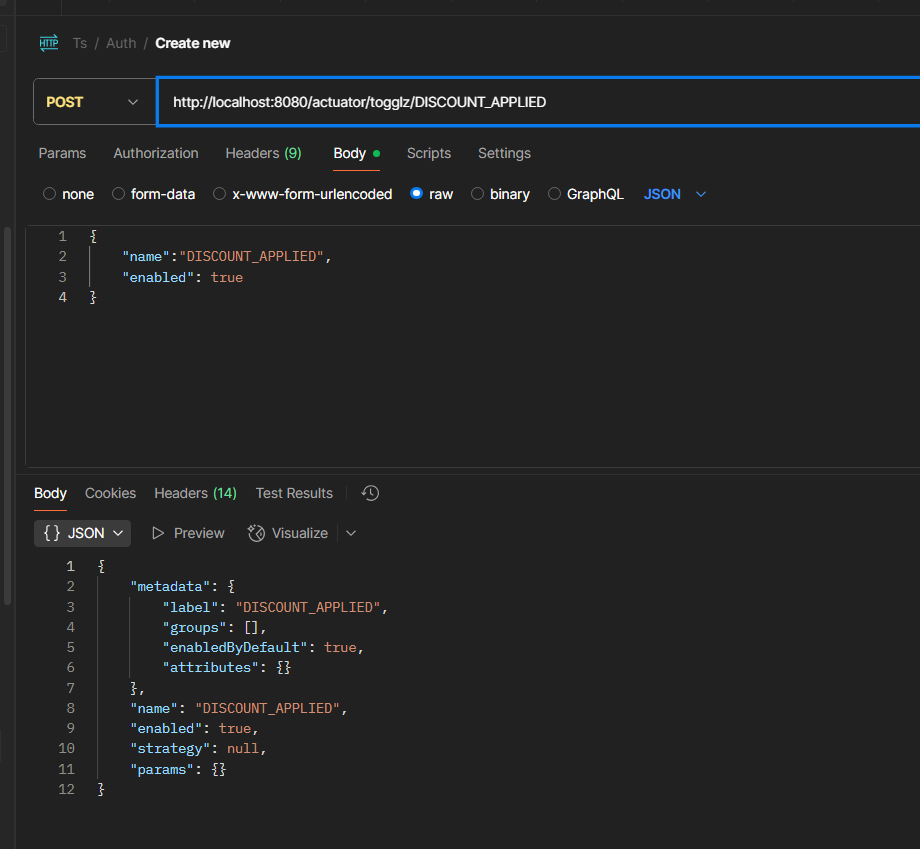 HTTP Ts / Auth / Create new
POST http://localhost:8080/actuator/togglz/DISCOUNT_APPLIED
Params Authorization Headers (9) Body Scripts Settings
none form-data x-www-form-urlencoded raw binary GraphQL JSON
1 {
2 "name":"DISCOUNT_APPLIED",
3 "enabled": true
4 }
Body Cookies Headers (14) Test Results
{} JSON Preview Visualize
1 {
2 "metadata": {
3 "label": "DISCOUNT_APPLIED",
4 "groups": [],
5 "enabledByDefault": true,
6 "attributes": {}
7 },
8 "name": "DISCOUNT_APPLIED",
9 "enabled": true,
10 "strategy": null,
11 "params": {}
12 }